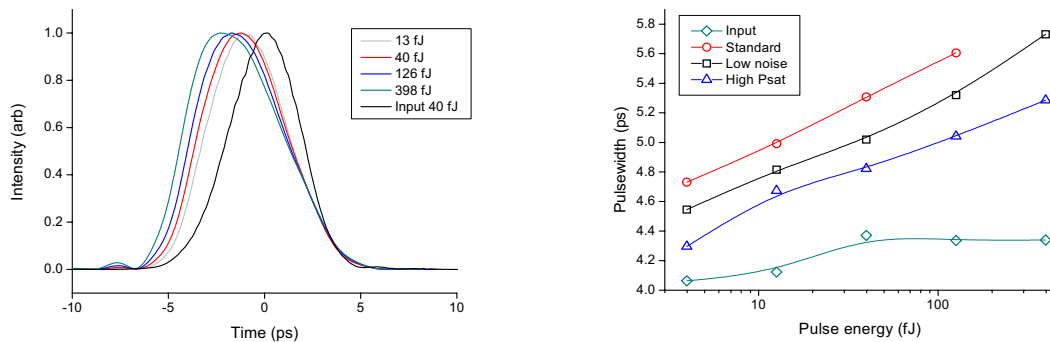 1.0
0.8
0.6
0.4
0.2
0.0
Intensity (arb)
-10
-5
0
5
10
Time (ps)
13 fJ
40 fJ
126 fJ
398 fJ
Input 40 fJ
5.8
5.6
5.4
5.2
5.0
4.8
4.6
4.4
4.2
4.0
Pulsewidth (ps)
10
100
Pulse energy (fJ)
Input
Standard
Low noise
High Psat